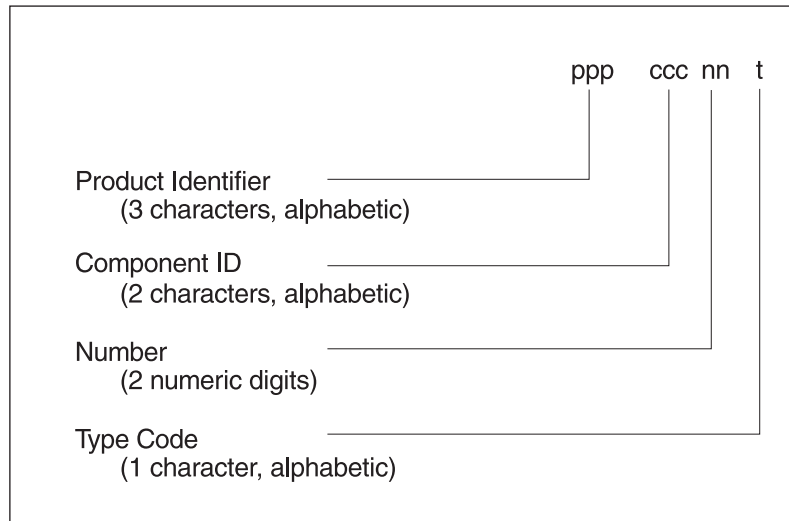 ppp ccc nn t
Product Identifier
(3 characters, alphabetic)
Component ID
(2 characters, alphabetic)
Number
(2 numeric digits)
Type Code
(1 character, alphabetic)